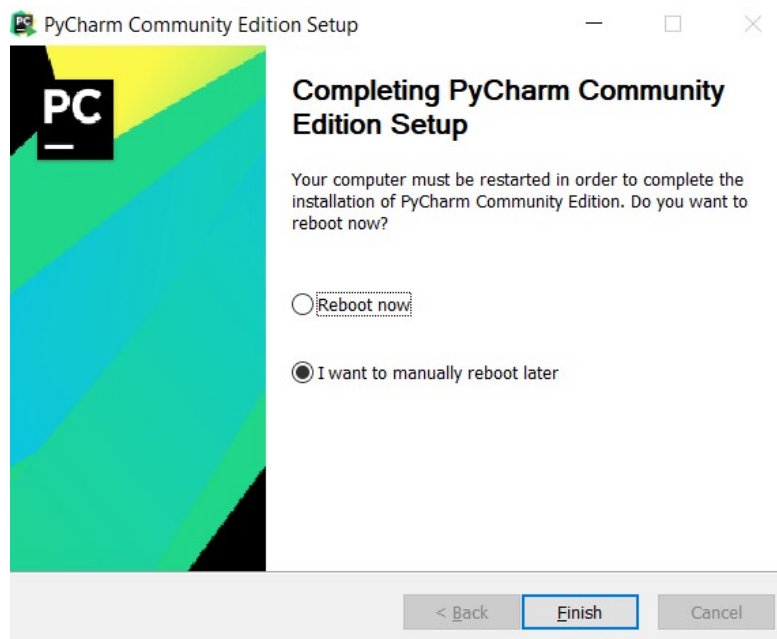 PyCharm Community Edition Setup
PC
Completing PyCharm Community
Edition Setup
Your computer must be restarted in order to complete the
installation of PyCharm Community Edition. Do you want to
reboot now?
Reboot now
I want to manually reboot later
< Back
Finish
Cancel